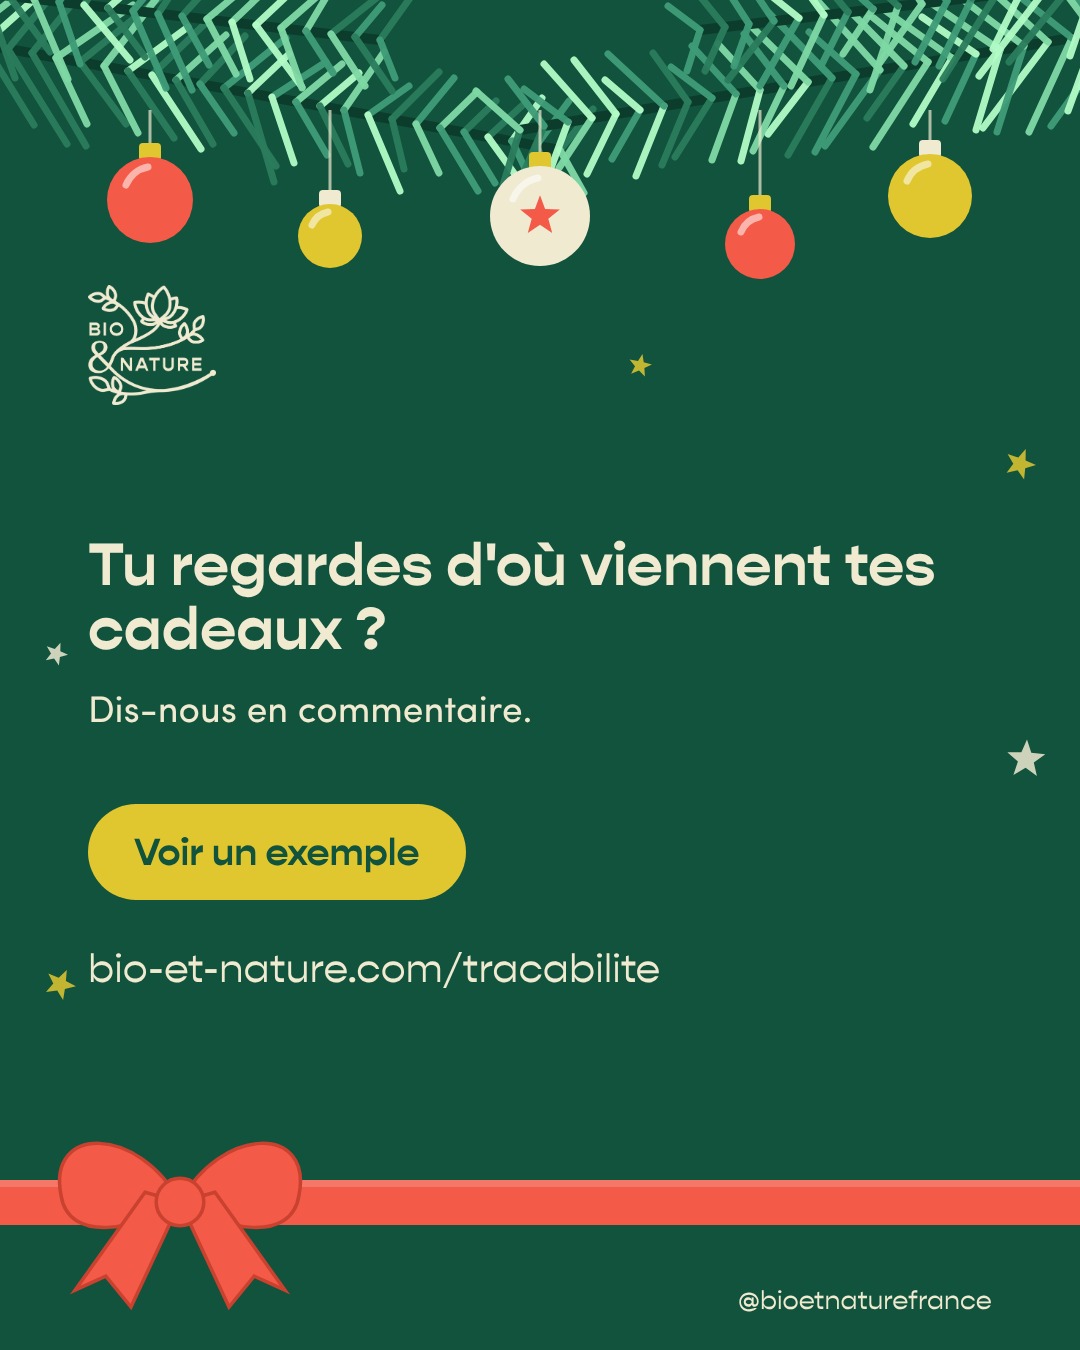 BIO
& NATURE
Tu regardes d'où viennent tes
cadeaux ?
Dis-nous en commentaire.
Voir un exemple
bio-et-nature.com/tracabilite
@bioetnaturefrance